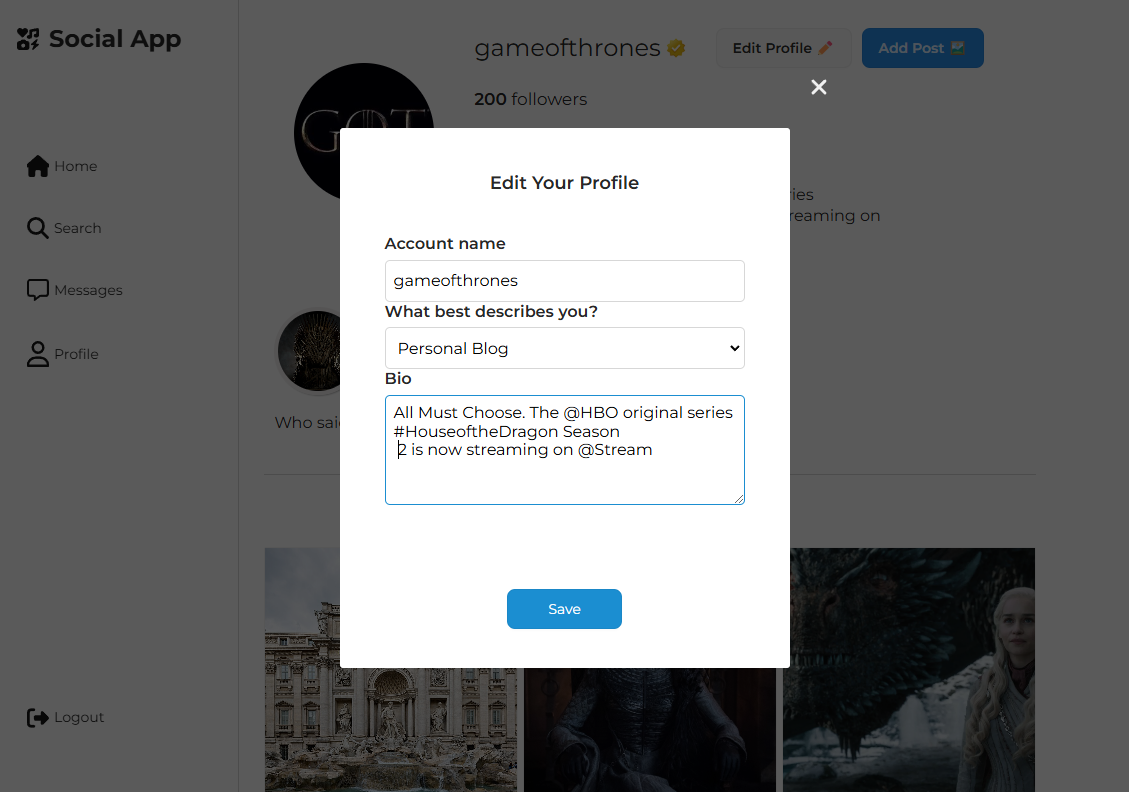 Social App
gameofthrones
Edit Profile
Add Post
200 followers
GOT
Home
Search
Messages
Profile
Logout
ries
reaming on
Who said
Edit Your Profile
Account name
gameofthrones
What best describes you?
Personal Blog
Bio
All Must Choose. The @HBO original series
#HouseoftheDragon Season
2 is now streaming on @Stream
Save